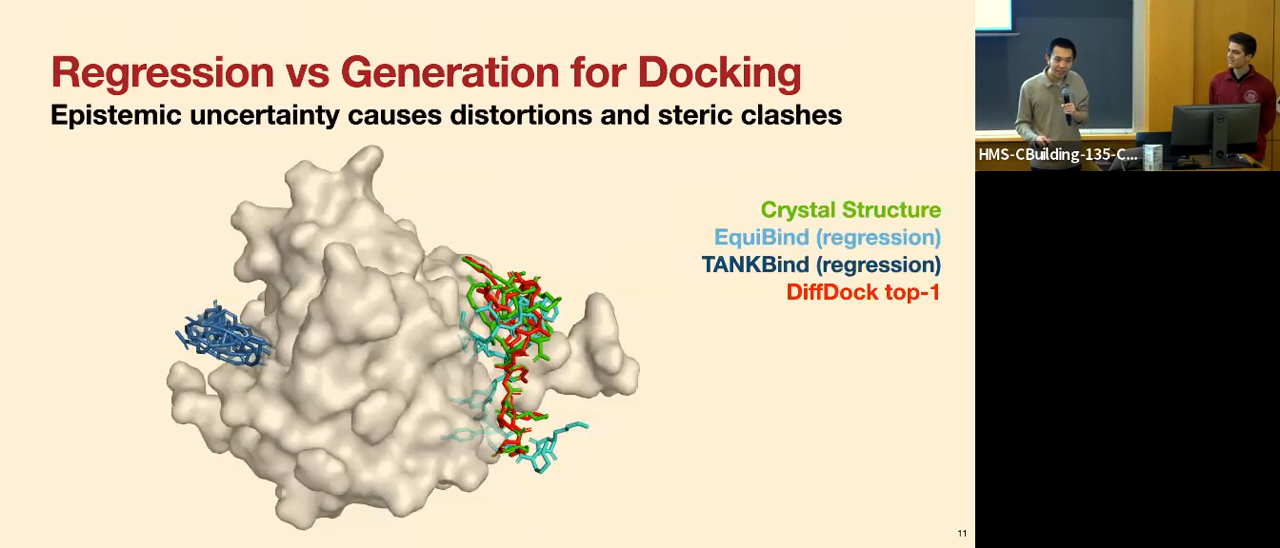 Regression vs Generation for Docking
Epistemic uncertainty causes distortions and steric clashes
Crystal Structure
EquiBind (regression)
TANKBind (regression)
DiffDock top-1
11
HMS-CBuilding-135-C...